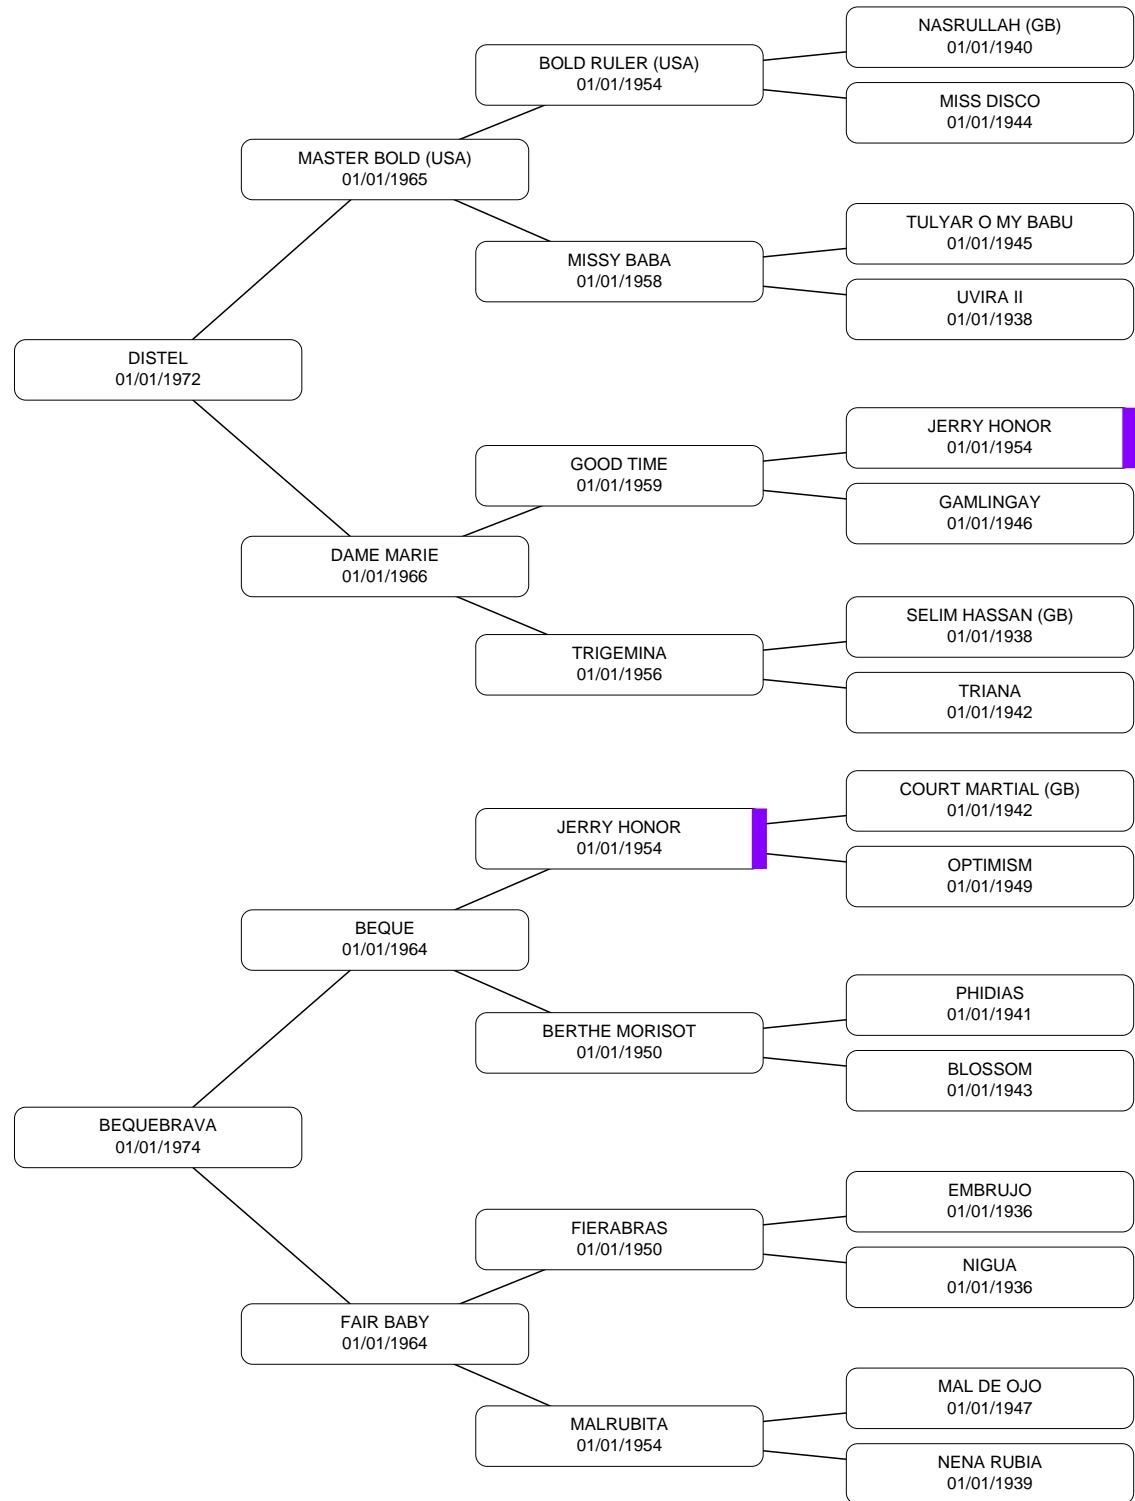 NASRULLAH (GB)
01/01/1940
BOLD RULER (USA)
01/01/1954
MISS DISCO
01/01/1944
MASTER BOLD (USA)
01/01/1965
TULYAR O MY BABU
01/01/1945
MISSY BABA
01/01/1958
UVIRA II
01/01/1938
DISTEL
01/01/1972
JERRY HONOR
01/01/1954
GOOD TIME
01/01/1959
GAMLINGAY
01/01/1946
DAME MARIE
01/01/1966
SELIM HASSAN (GB)
01/01/1938
TRIGEMINA
01/01/1956
TRIANA
01/01/1942
COURT MARTIAL (GB)
01/01/1942
JERRY HONOR
01/01/1954
OPTIMISM
01/01/1949
BEQUE
01/01/1964
PHIDIAS
01/01/1941
BERTHE MORISOT
01/01/1950
BLOSSOM
01/01/1943
BEQUEBRAVA
01/01/1974
EMBRUJO
01/01/1936
FIERABRAS
01/01/1950
NIGUA
01/01/1936
FAIR BABY
01/01/1964
MAL DE OJO
01/01/1947
MALRUBITA
01/01/1954
NENA RUBIA
01/01/1939